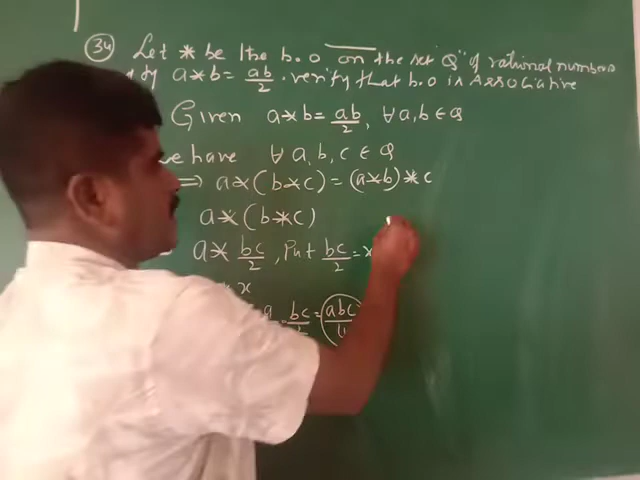 34 Let * be the b.o on the set Q" of rational numbers
by a*b = ab/2. verify that b.o is Associative
Given a*b = ab/2, ∀ a,b ∈ Q
we have ∀ a,b,c ∈ Q
⇒ a*(b*c) = (a*b)*c
a*(b*c)
a* bc/2, Put bc/2 = x
x
bc = abc/4